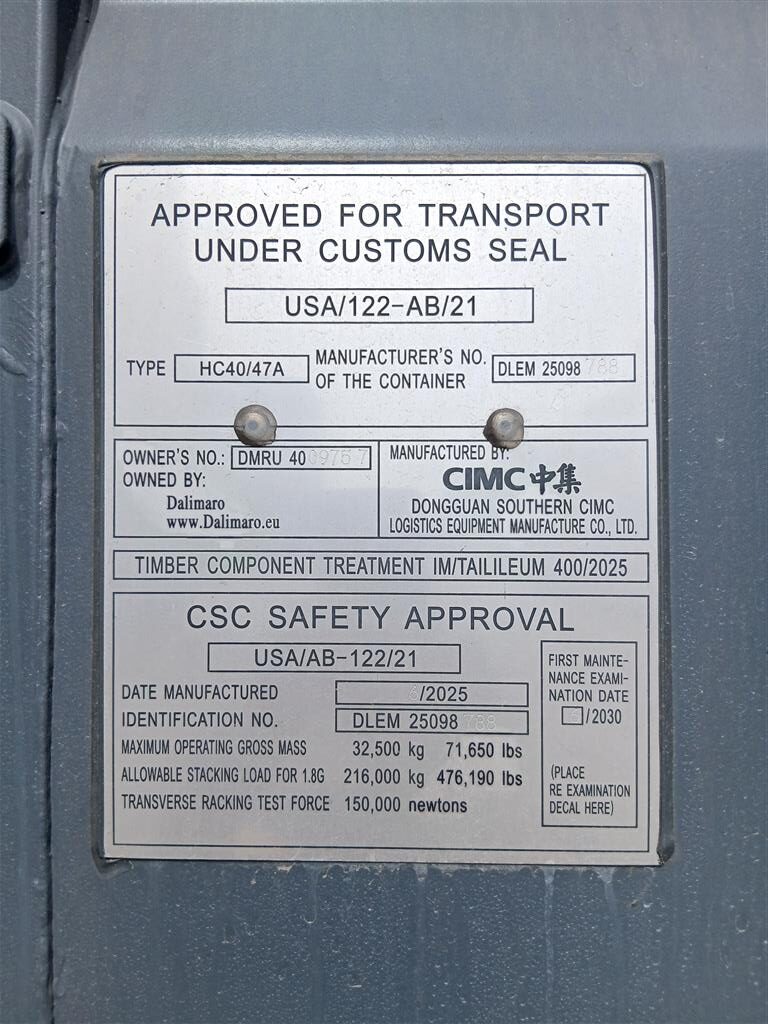 APPROVED FOR TRANSPORT
UNDER CUSTOMS SEAL
USA/122-AB/21
TYPE HC40/47A
MANUFACTURER'S NO.
OF THE CONTAINER
DLEM 25098788
OWNER'S NO.: DMRU 400975 7
OWNED BY:
Dalimaro
www.Dalimaro.eu
MANUFACTURED BY:
CIMC中集
DONGGUAN SOUTHERN CIMC
LOGISTICS EQUIPMENT MANUFACTURE CO., LTD.
TIMBER COMPONENT TREATMENT IM/TAILILEUM 400/2025
CSC SAFETY APPROVAL
USA/AB-122/21
DATE MANUFACTURED /2025
IDENTIFICATION NO. DLEM 25098788
MAXIMUM OPERATING GROSS MASS 32,500 kg 71,650 lbs
ALLOWABLE STACKING LOAD FOR 1.8G 216,000 kg 476,190 lbs
TRANSVERSE RACKING TEST FORCE 150,000 newtons
FIRST MAINTE-
NANCE EXAMI-
NATION DATE
/2030
(PLACE
RE EXAMINATION
DECAL HERE)